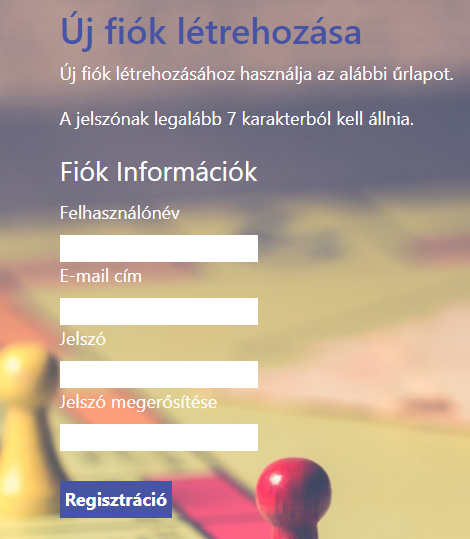 Új fiók létrehozása
Új fiók létrehozásához használja az alábbi űrlapot.
A jelszónak legalább 7 karakterból kell állnia.
Fiók Információk
Felhasználónév
E-mail cím
Jelszó
Jelszó megerősítése
Regisztráció